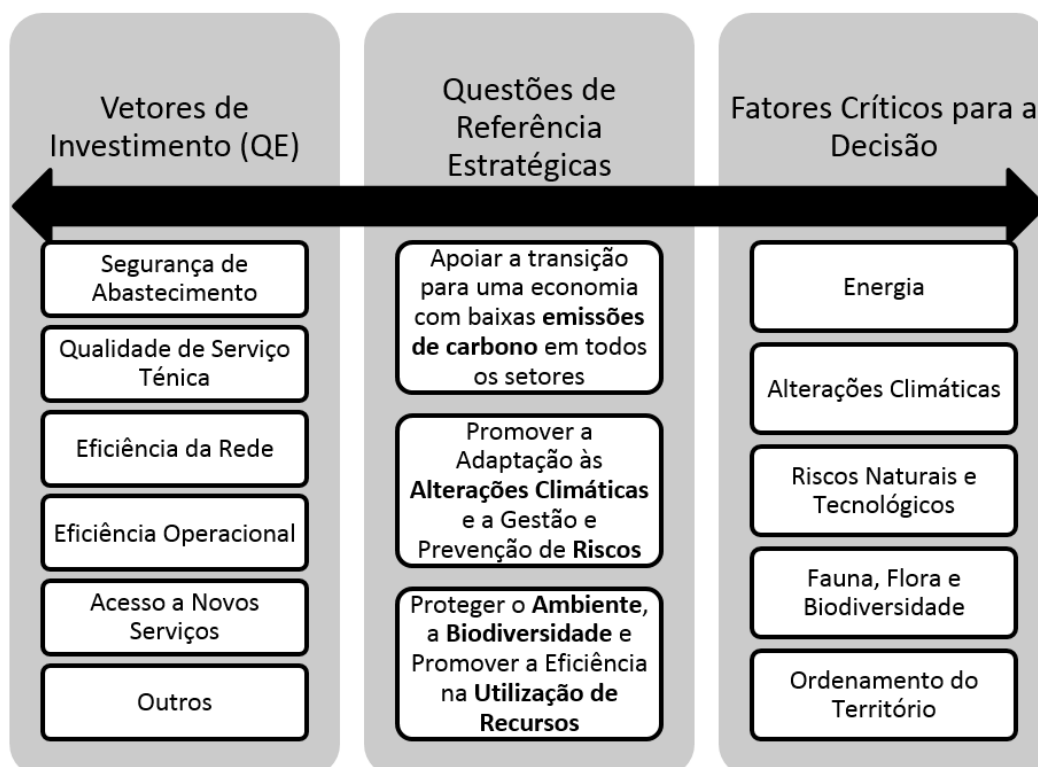 Vetores de
Investimento (QE)
Segurança de
Abastecimento
Qualidade de Serviço
Ténica
Eficiência da Rede
Eficiência Operacional
Acesso a Novos
Serviços
Outros
Questões de
Referência
Estratégicas
Apoiar a transição
para uma economia
com baixas emissões
de carbono em todos
os setores
Promover a
Adaptação às
Alterações Climáticas
e a Gestão e
Prevenção de Riscos
Proteger o Ambiente,
a Biodiversidade e
Promover a Eficiência
na Utilização de
Recursos
Fatores Críticos para a
Decisão
Energia
Alterações Climáticas
Riscos Naturais e
Tecnológicos
Fauna, Flora e
Biodiversidade
Ordenamento do
Território